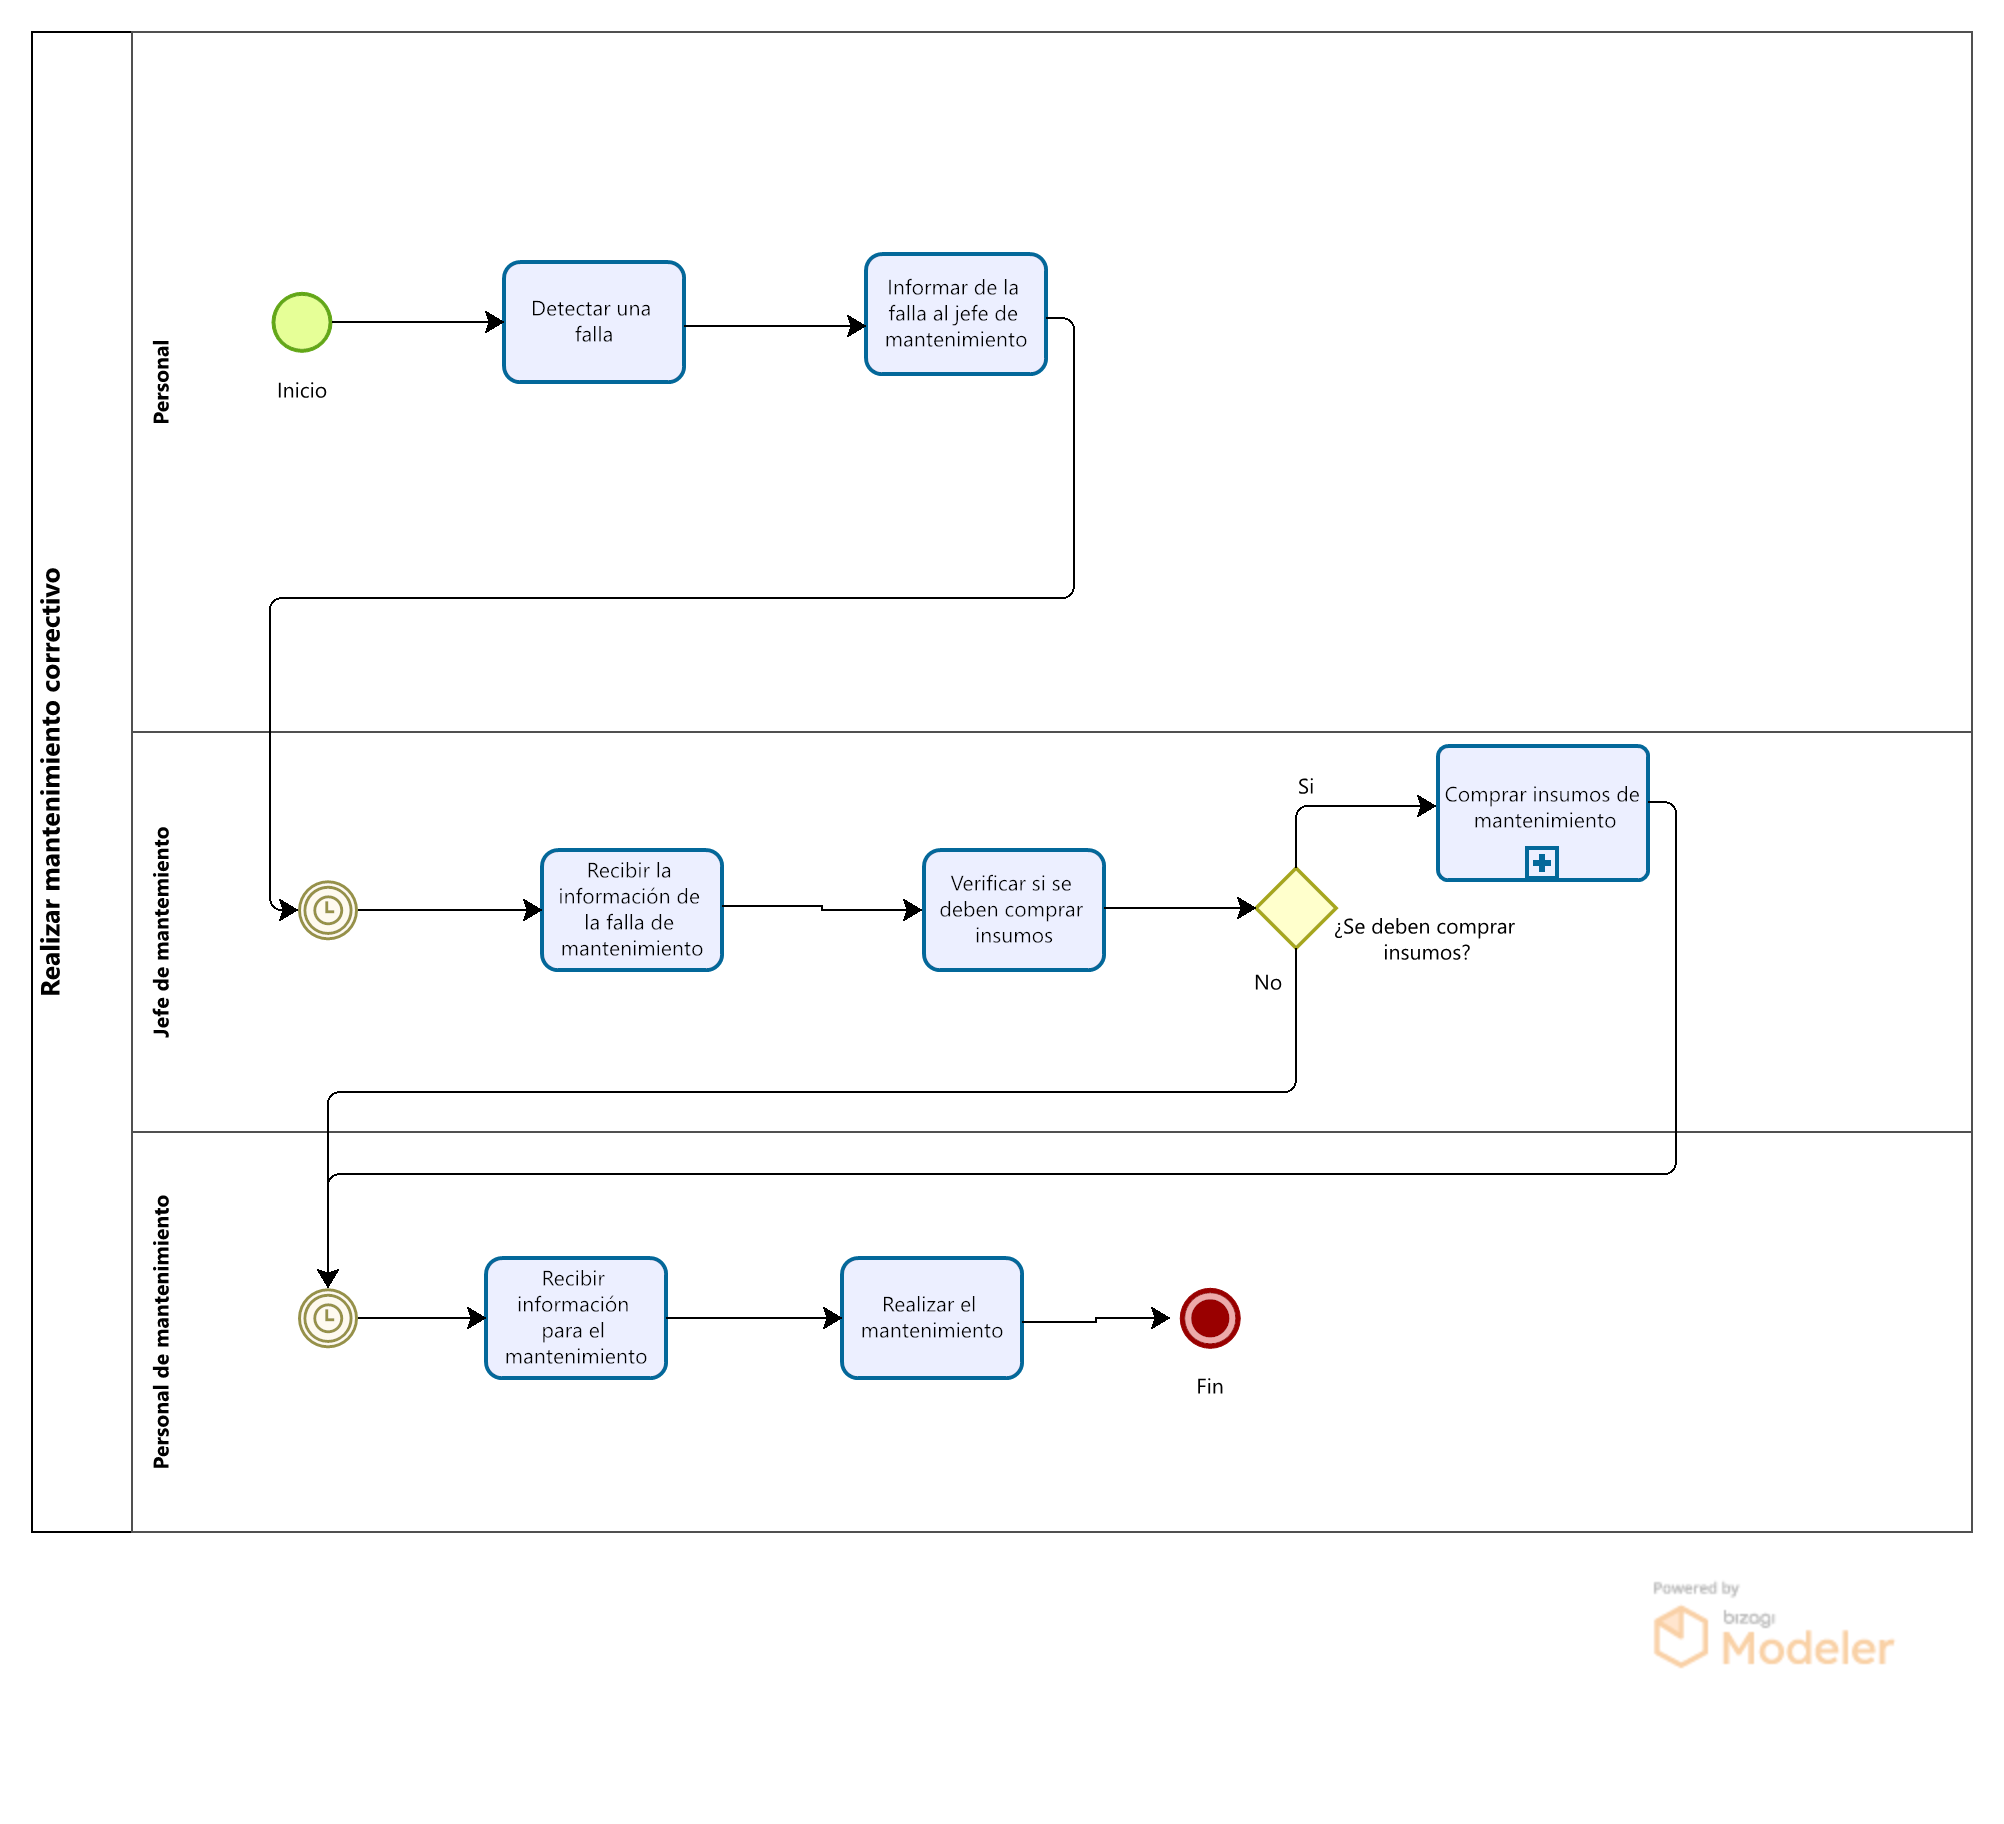 Realizar mantenimiento correctivo
Personal
Inicio
Detectar una
falla
Informar de la
falla al jefe de
mantenimiento
Jefe de mantemiento
Recibir la
información de
la falla de
mantenimiento
Verificar si se
deben comprar
insumos
Si
¿Se deben comprar
insumos?
No
Comprar insumos de
mantenimiento
Personal de mantenimiento
Recibir
información
para el
mantenimiento
Realizar el
mantenimiento
Fin
Powered by
bizagi
Modeler